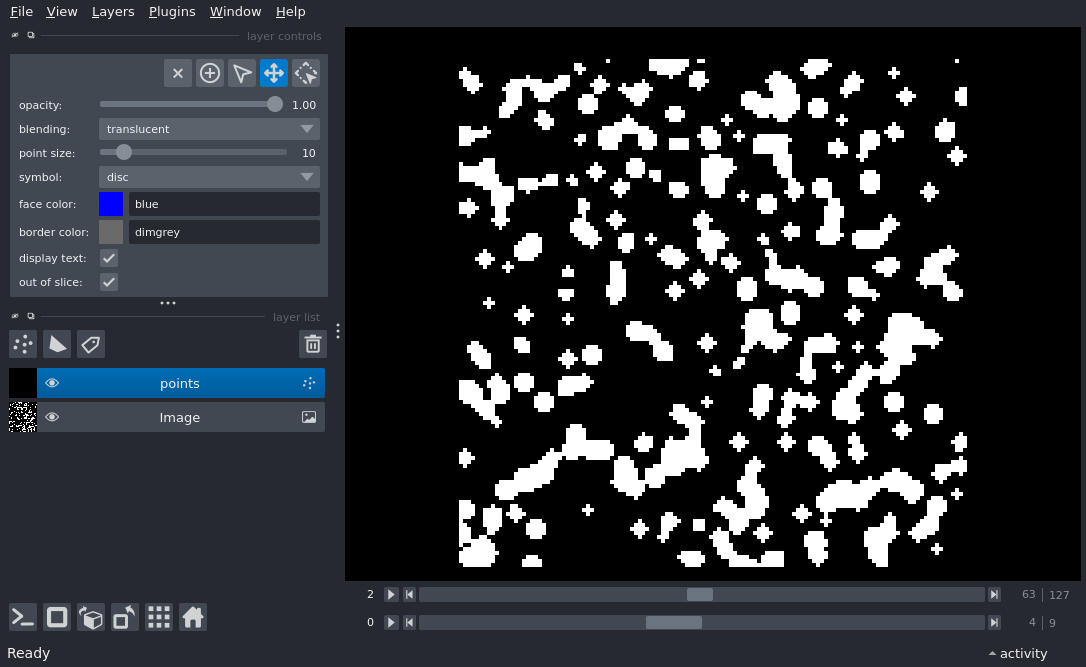 File View Layers Plugins Window Help
layer controls
opacity: 1.00
blending: translucent
point size: 10
symbol: disc
face color: blue
border color: dimgrey
display text:
out of slice:
layer list
points
Image
2 63 127
0 4 9
Ready activity